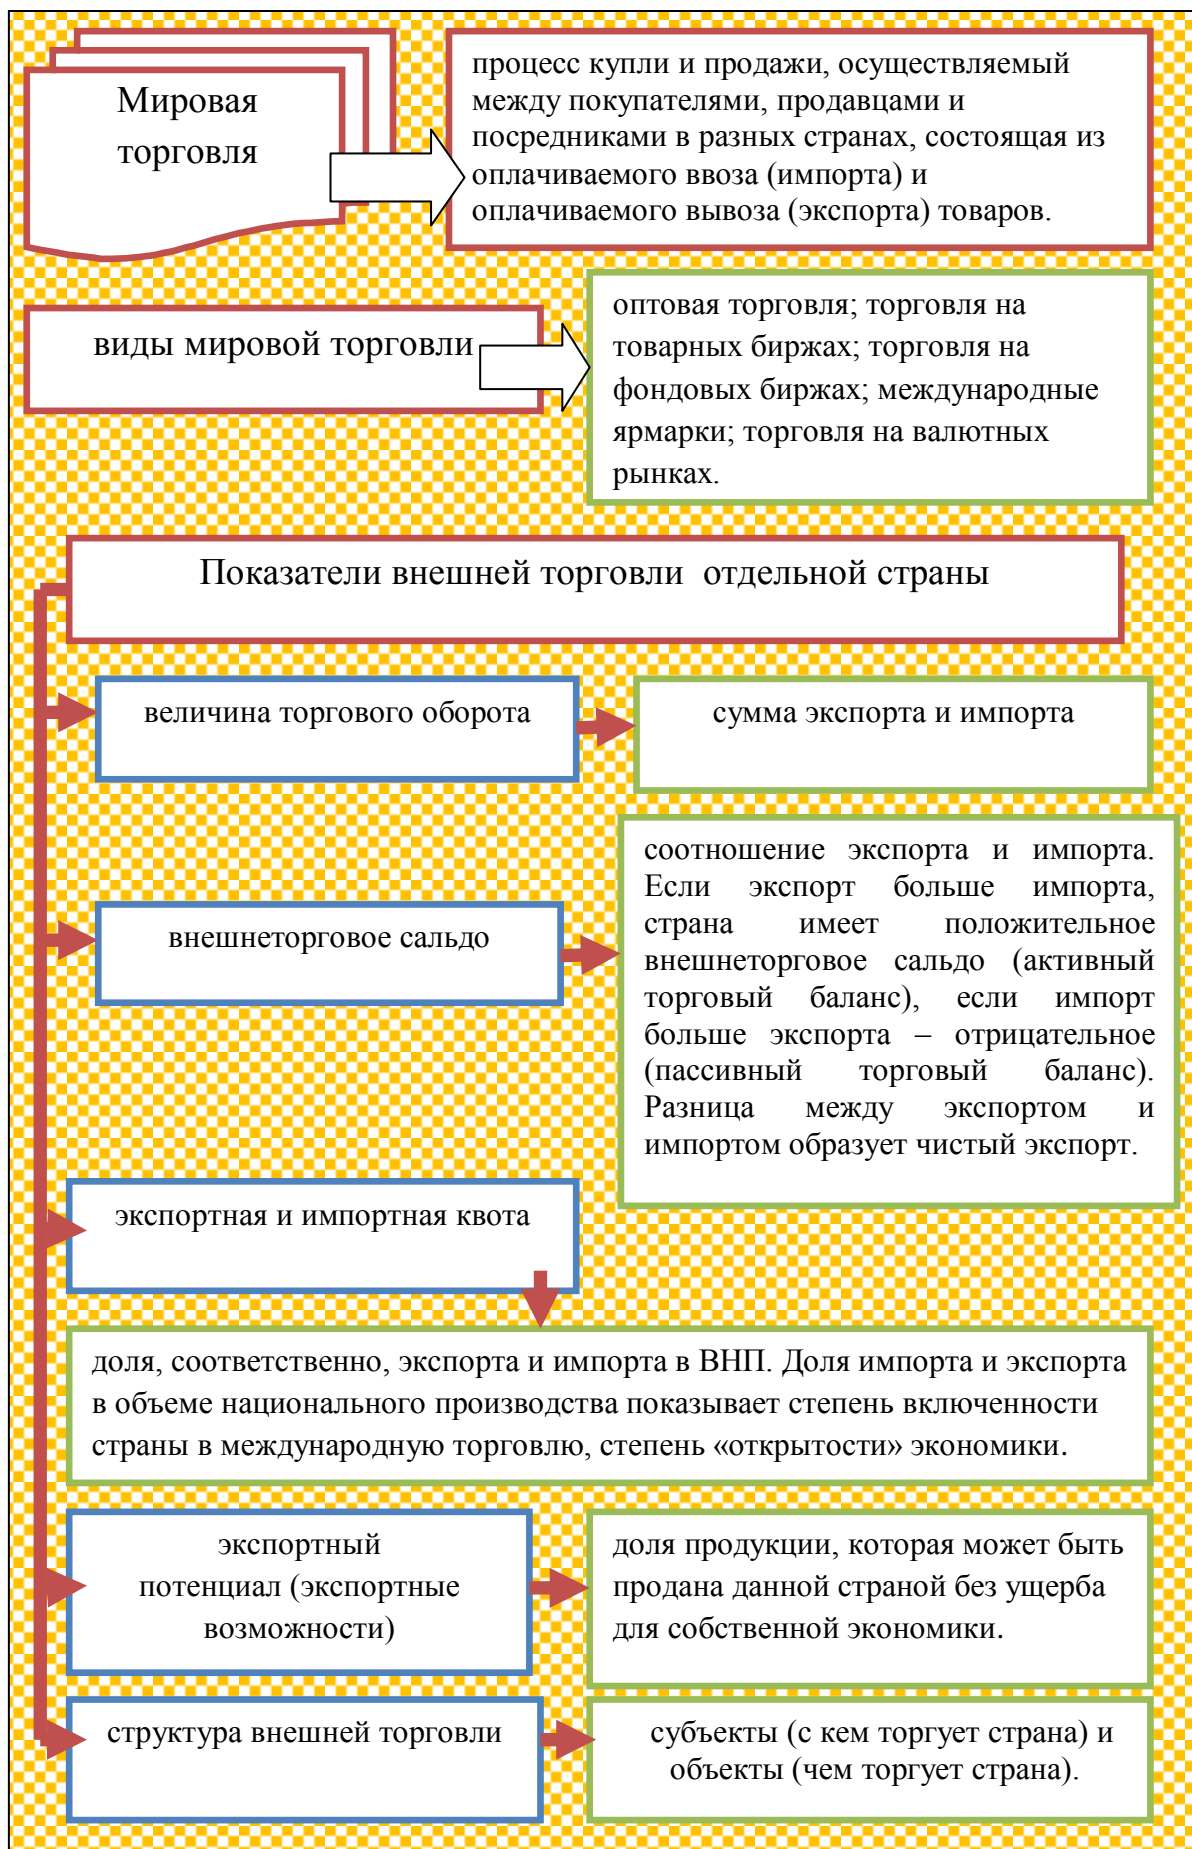 Мировая
торговля
процесс купли и продажи, осуществляемый
между покупателями, продавцами и
посредниками в разных странах, состоящая из
оплачиваемого ввоза (импорта) и
оплачиваемого вывоза (экспорта) товаров.
виды мировой торговли
оптовая торговля; торговля на
товарных биржах; торговля на
фондовых биржах; международные
ярмарки; торговля на валютных
рынках.
Показатели внешней торговли отдельной страны
величина торгового оборота
сумма экспорта и импорта
внешнеторговое сальдо
соотношение экспорта и импорта.
Если экспорт больше импорта,
страна имеет положительное
внешнеторговое сальдо (активный
торговый баланс), если импорт
больше экспорта – отрицательное
(пассивный торговый баланс).
Разница между экспортом и
импортом образует чистый экспорт.
экспортная и импортная квота
доля, соответственно, экспорта и импорта в ВНП. Доля импорта и экспорта
в объеме национального производства показывает степень включенности
страны в международную торговлю, степень «открытости» экономики.
экспортный
потенциал (экспортные
возможности)
доля продукции, которая может быть
продана данной страной без ущерба
для собственной экономики.
структура внешней торговли
субъекты (с кем торгует страна) и
объекты (чем торгует страна).